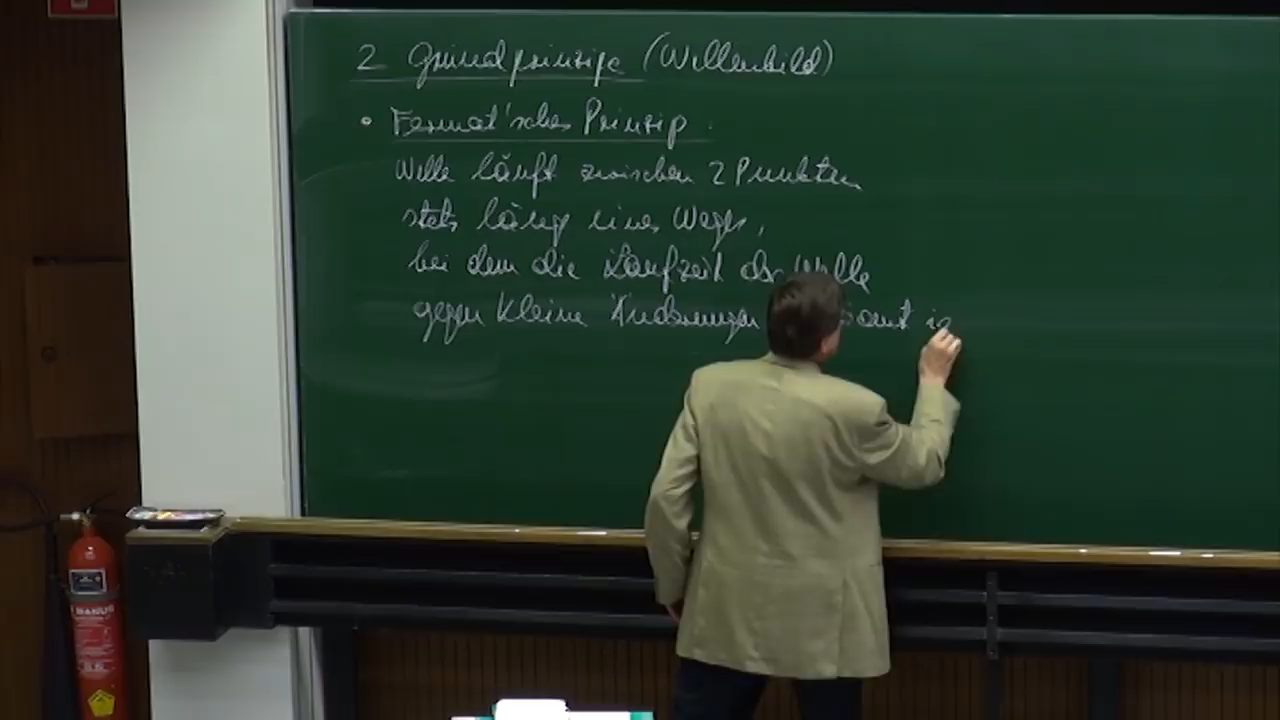 2 Grundprinzipe (Wellenbild)
• Fermat'sches Prinzip.
Welle läuft zwischen 2 Punkten
stets längs eines Weges,
bei dem die Laufzeit der Welle
gegen kleine Änderungen is